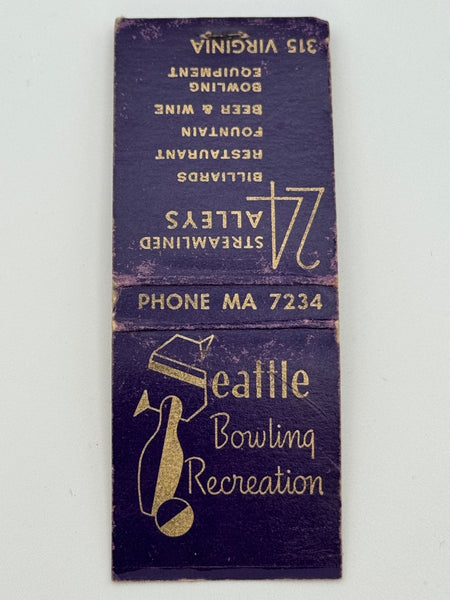 Seattle
Bowling
Recreation
PHONE MA 7234
24 STREAMLINED
ALLEYS
BILLIARDS
RESTAURANT
FOUNTAIN
BEER & WINE
BOWLING
EQUIPMENT
315 VIRGINIA